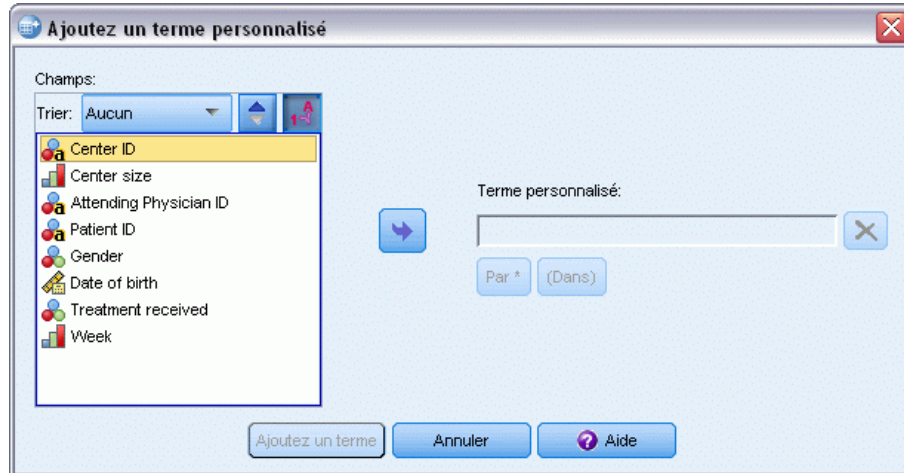 Ajoutez un terme personnalisé
Champs:
Trier: Aucun
Center ID
Center size
Attending Physician ID
Patient ID
Gender
Date of birth
Treatment received
Week
Terme personnalisé:
Par * (Dans)
Ajoutez un terme Annuler Aide